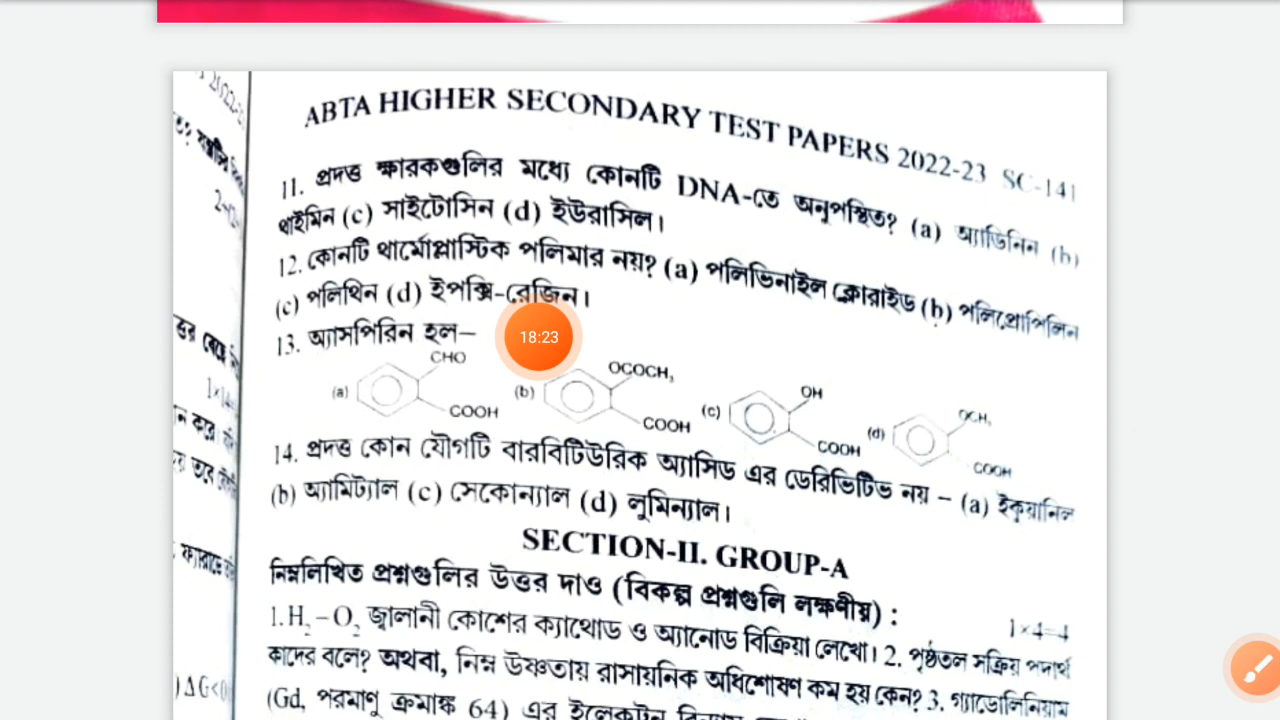 ABTA HIGHER SECONDARY TEST PAPERS 2022-23 SC-141
11. প্রদত্ত ক্ষারকগুলির মধ্যে কোনটি DNA-তে অনুপস্থিত? (a) অ্যাডিনিন (b)
থাইমিন (c) সাইটোসিন (d) ইউরাসিল।
12. কোনটি থার্মোপ্লাস্টিক পলিমার নয়? (a) পলিভিনাইল ক্লোরাইড (b) পলিপ্রোপিলিন
(c) পলিথিন (d) ইপক্সি-রেজিন।
13. অ্যাসপিরিন হল–
18:23
(a) CHO COOH (b) OCOCH₃ COOH (c) OH COOH (d) OCH₃ COOH
14. প্রদত্ত কোন যৌগটি বারবিটিউরিক অ্যাসিড এর ডেরিভিটিভ নয় – (a) ইকুয়ানিল
(b) অ্যামিট্যাল (c) সেকোন্যাল (d) লুমিন্যাল।
SECTION-II. GROUP-A
নিম্নলিখিত প্রশ্নগুলির উত্তর দাও (বিকল্প প্রশ্নগুলি লক্ষণীয়) :
1×4=4
1. H₂–O₂ জ্বালানী কোশের ক্যাথোড ও অ্যানোড বিক্রিয়া লেখো। 2. পৃষ্ঠতল সক্রিয় পদার্থ
কাদের বলে? অথবা, নিম্ন উষ্ণতায় রাসায়নিক অধিশোষণ কম হয় কেন? 3. গ্যাডোলিনিয়াম
(Gd, পরমাণু ক্রমাঙ্ক 64) এর ইলেকট্রন
)ΔG<0